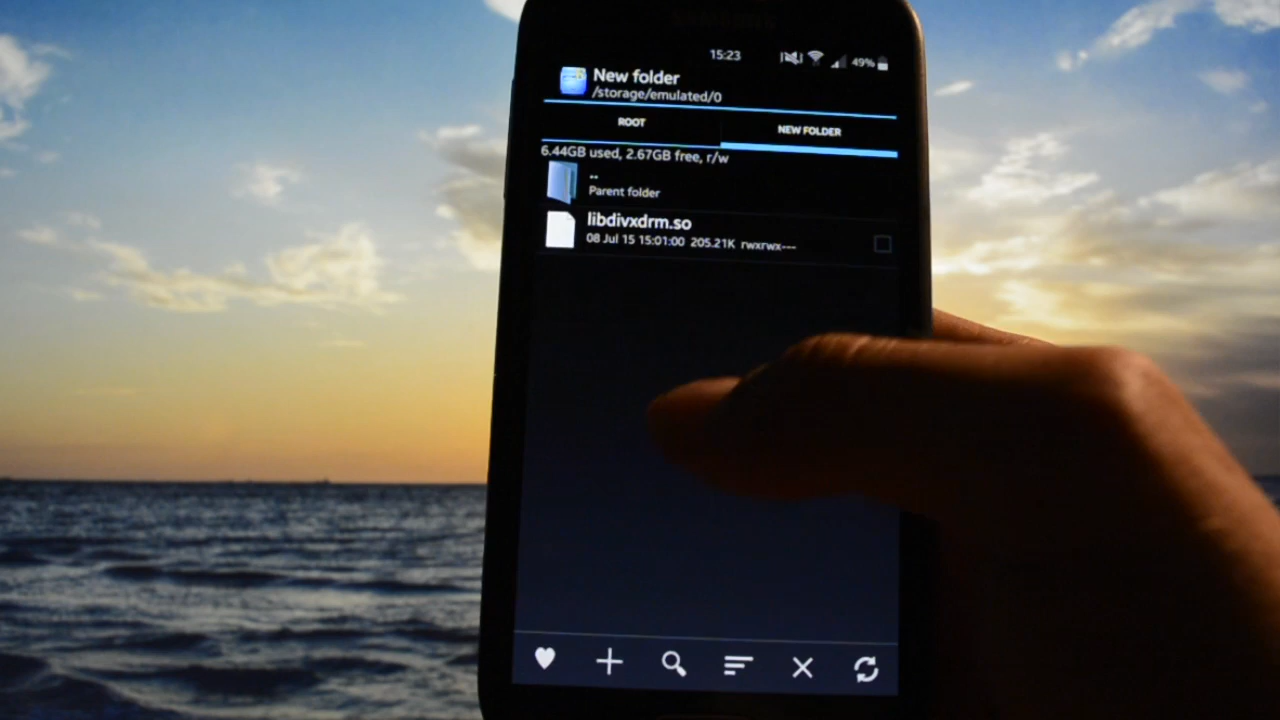 SAMSUNG
15:23 49%
New folder
/storage/emulated/0
ROOT NEW FOLDER
6.44GB used, 2.67GB free, r/w
..
Parent folder
libdivxdrm.so
08 Jul 15 15:01:00 205.21K rwxrwx---